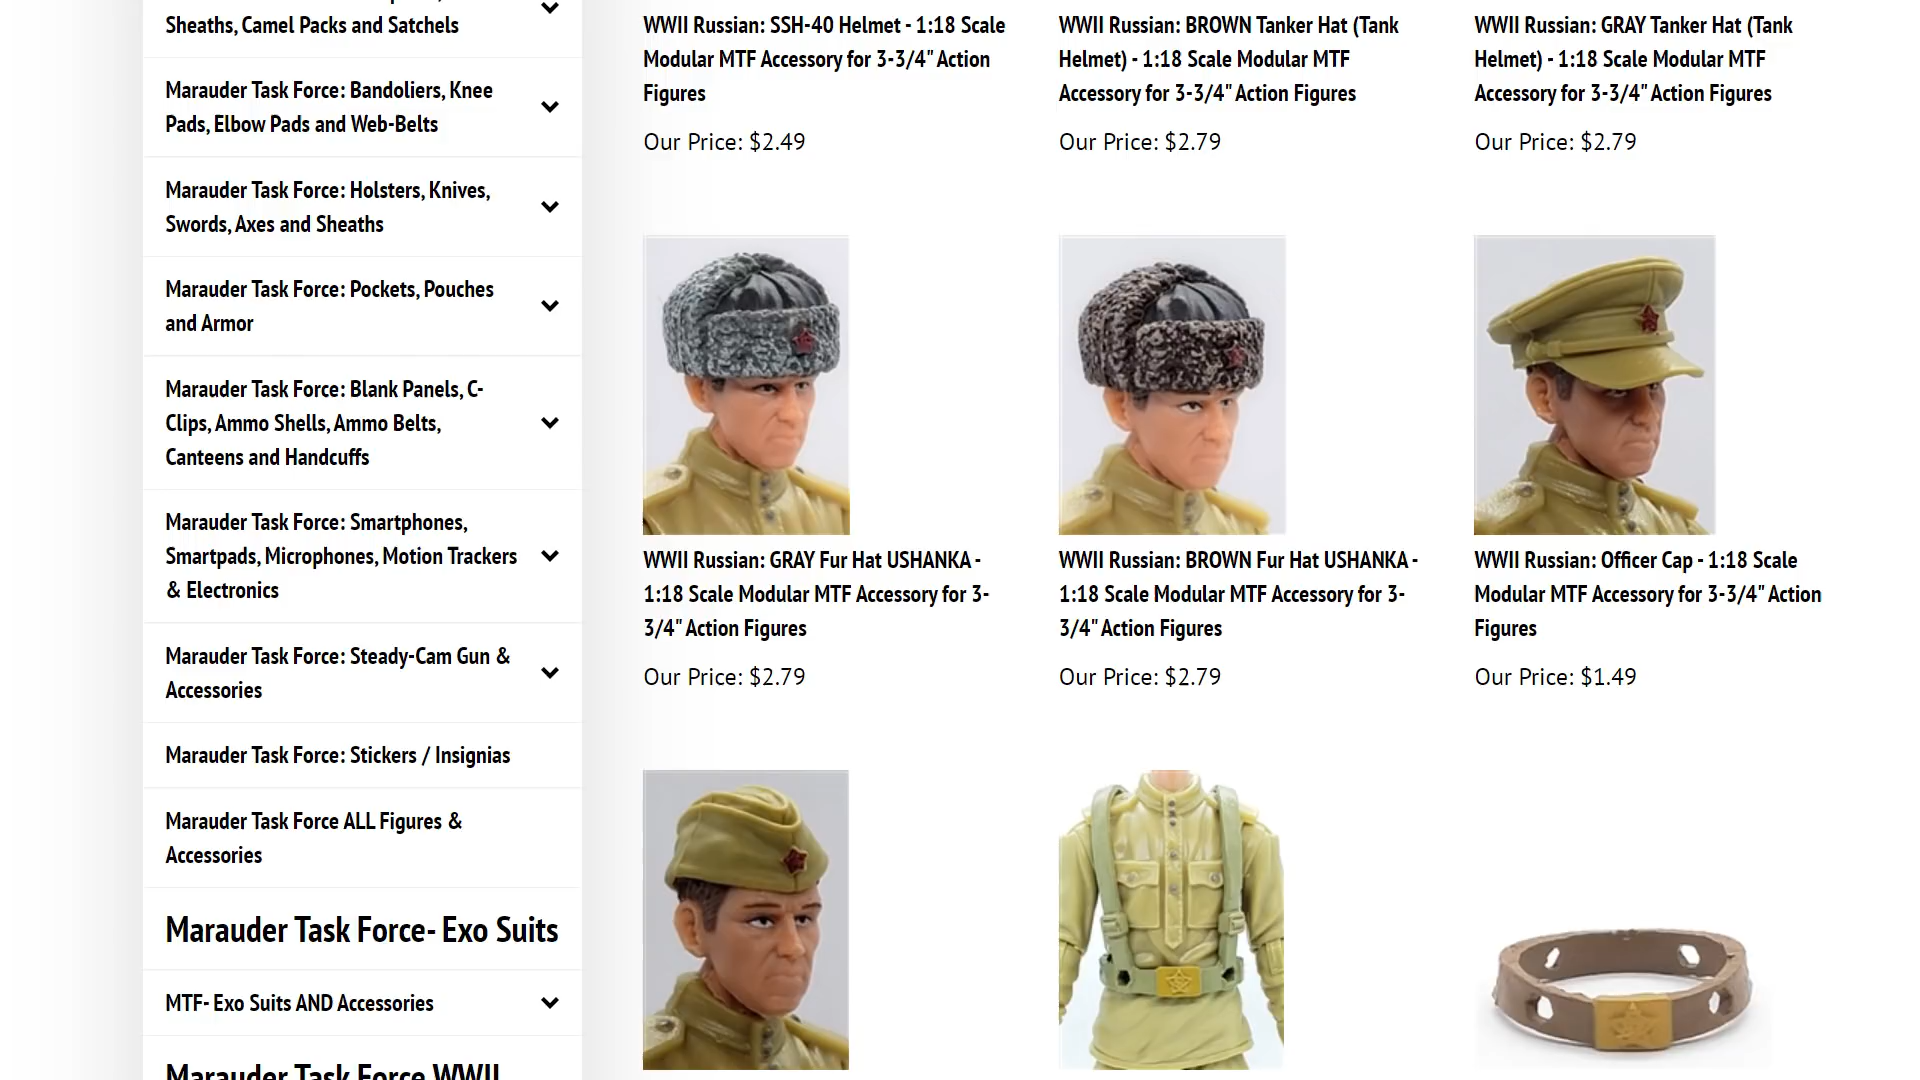 Sheaths, Camel Packs and Satchels
Marauder Task Force: Bandoliers, Knee
Pads, Elbow Pads and Web-Belts
Marauder Task Force: Holsters, Knives,
Swords, Axes and Sheaths
Marauder Task Force: Pockets, Pouches
and Armor
Marauder Task Force: Blank Panels, C-
Clips, Ammo Shells, Ammo Belts,
Canteens and Handcuffs
Marauder Task Force: Smartphones,
Smartpads, Microphones, Motion Trackers
& Electronics
Marauder Task Force: Steady-Cam Gun &
Accessories
Marauder Task Force: Stickers / Insignias
Marauder Task Force ALL Figures &
Accessories
Marauder Task Force- Exo Suits
MTF- Exo Suits AND Accessories
Marauder Task Force WWII
WWII Russian: SSH-40 Helmet - 1:18 Scale
Modular MTF Accessory for 3-3/4" Action
Figures
Our Price: $2.49
WWII Russian: BROWN Tanker Hat (Tank
Helmet) - 1:18 Scale Modular MTF
Accessory for 3-3/4" Action Figures
Our Price: $2.79
WWII Russian: GRAY Tanker Hat (Tank
Helmet) - 1:18 Scale Modular MTF
Accessory for 3-3/4" Action Figures
Our Price: $2.79
WWII Russian: GRAY Fur Hat USHANKA -
1:18 Scale Modular MTF Accessory for 3-
3/4" Action Figures
Our Price: $2.79
WWII Russian: BROWN Fur Hat USHANKA -
1:18 Scale Modular MTF Accessory for 3-
3/4" Action Figures
Our Price: $2.79
WWII Russian: Officer Cap - 1:18 Scale
Modular MTF Accessory for 3-3/4" Action
Figures
Our Price: $1.49